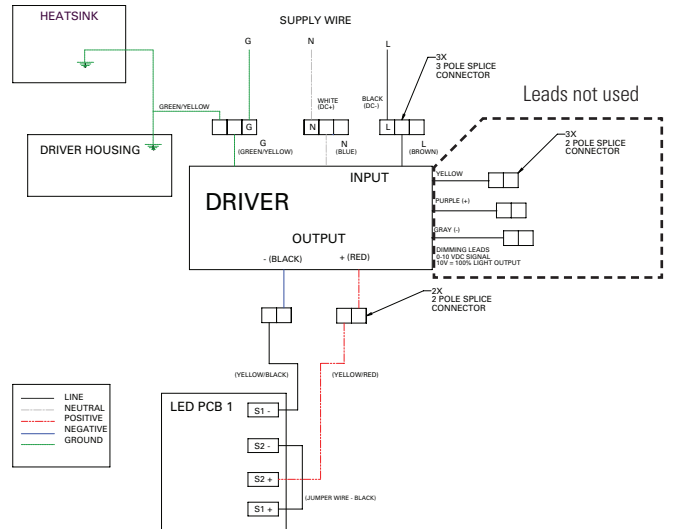 HEATSINK
SUPPLY WIRE
G
N
L
3X
3 POLE SPLICE
CONNECTOR
GREEN/YELLOW
WHITE
(DC+)
BLACK
(DC-)
Leads not used
G
N
L
DRIVER HOUSING
G
(GREEN/YELLOW)
N
(BLUE)
L
(BROWN)
3X
2 POLE SPLICE
CONNECTOR
INPUT
YELLOW
DRIVER
PURPLE (+)
GRAY (-)
OUTPUT
DIMMING LEADS
0-10 VDC SIGNAL
10V = 100% LIGHT OUTPUT
- (BLACK)
+ (RED)
2X
2 POLE SPLICE
CONNECTOR
(YELLOW/BLACK)
(YELLOW/RED)
LINE
NEUTRAL
POSITIVE
NEGATIVE
GROUND
LED PCB 1
S1 -
S2 -
S2 +
(JUMPER WIRE - BLACK)
S1 +